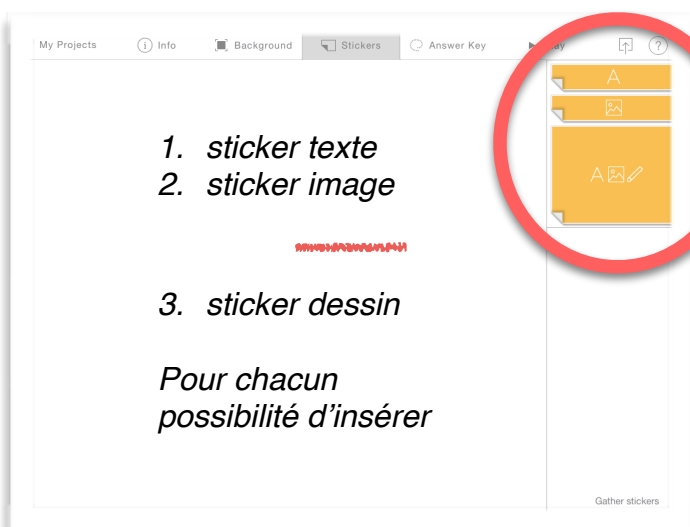 My Projects
Info
Background
Stickers
Answer Key
?
A
A
1. sticker texte
2. sticker image
3. sticker dessin
Pour chacun
possibilité d'insérer
Gather stickers